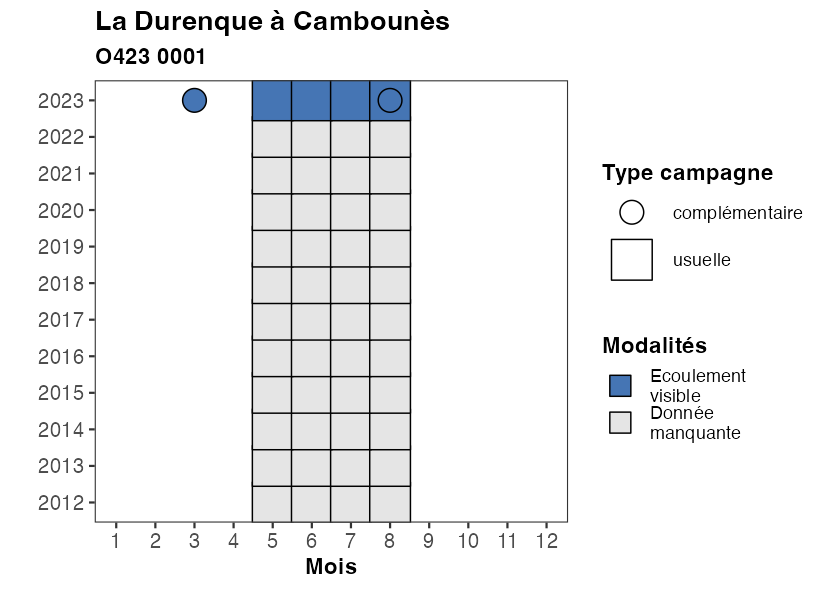 La Durenque à Cambounès
O423 0001
2023
2022
2021
2020
2019
2018
2017
2016
2015
2014
2013
2012
1 2 3 4 5 6 7 8 9 10 11 12
Mois
Type campagne
complémentaire
usuelle
Modalités
Ecoulement
visible
Donnée
manquante